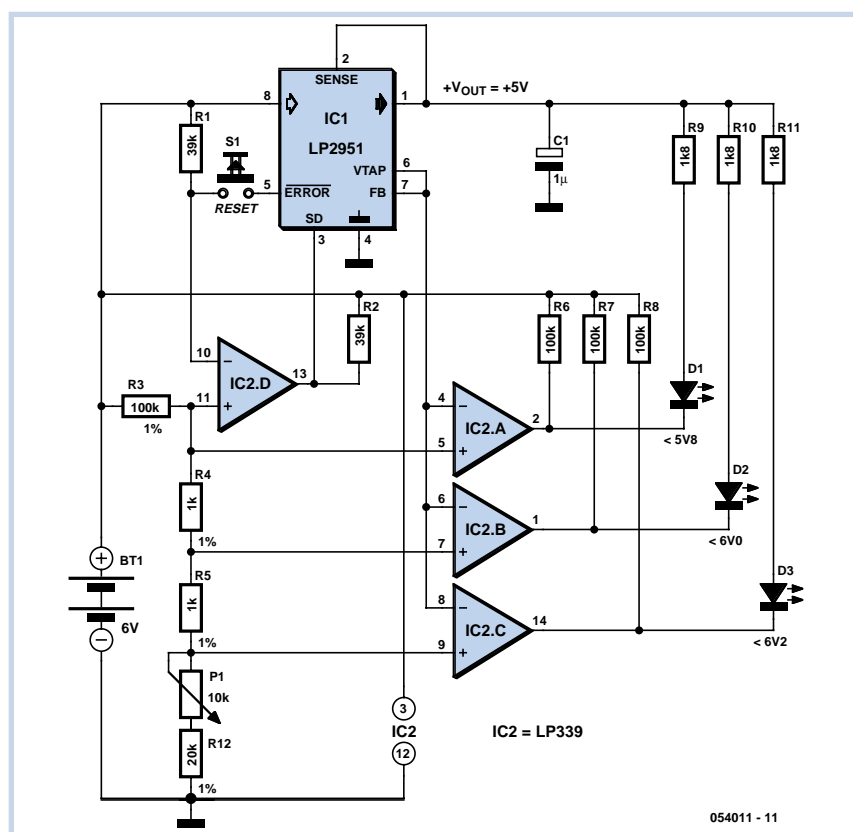 2
SENSE
8
1
+VOUT = +5V
IC1
LP2951
R1
39k
S1
RESET
5
ERROR
VTAP
6
FB
7
SD
3
4
C1
1µ
R9
1k8
R10
1k8
R11
1k8
R2
39k
R6
100k
R7
100k
R8
100k
10
−
IC2.D
13
11
+
R3
100k
1%
4
−
IC2.A
2
5
+
D1
< 5V8
R4
1k
1%
6
−
IC2.B
1
7
+
D2
< 6V0
+
BT1
6V
−
R5
1k
1%
8
−
IC2.C
14
9
+
D3
< 6V2
P1
10k
R12
20k
1%
3
IC2
12
IC2 = LP339
054011 - 11